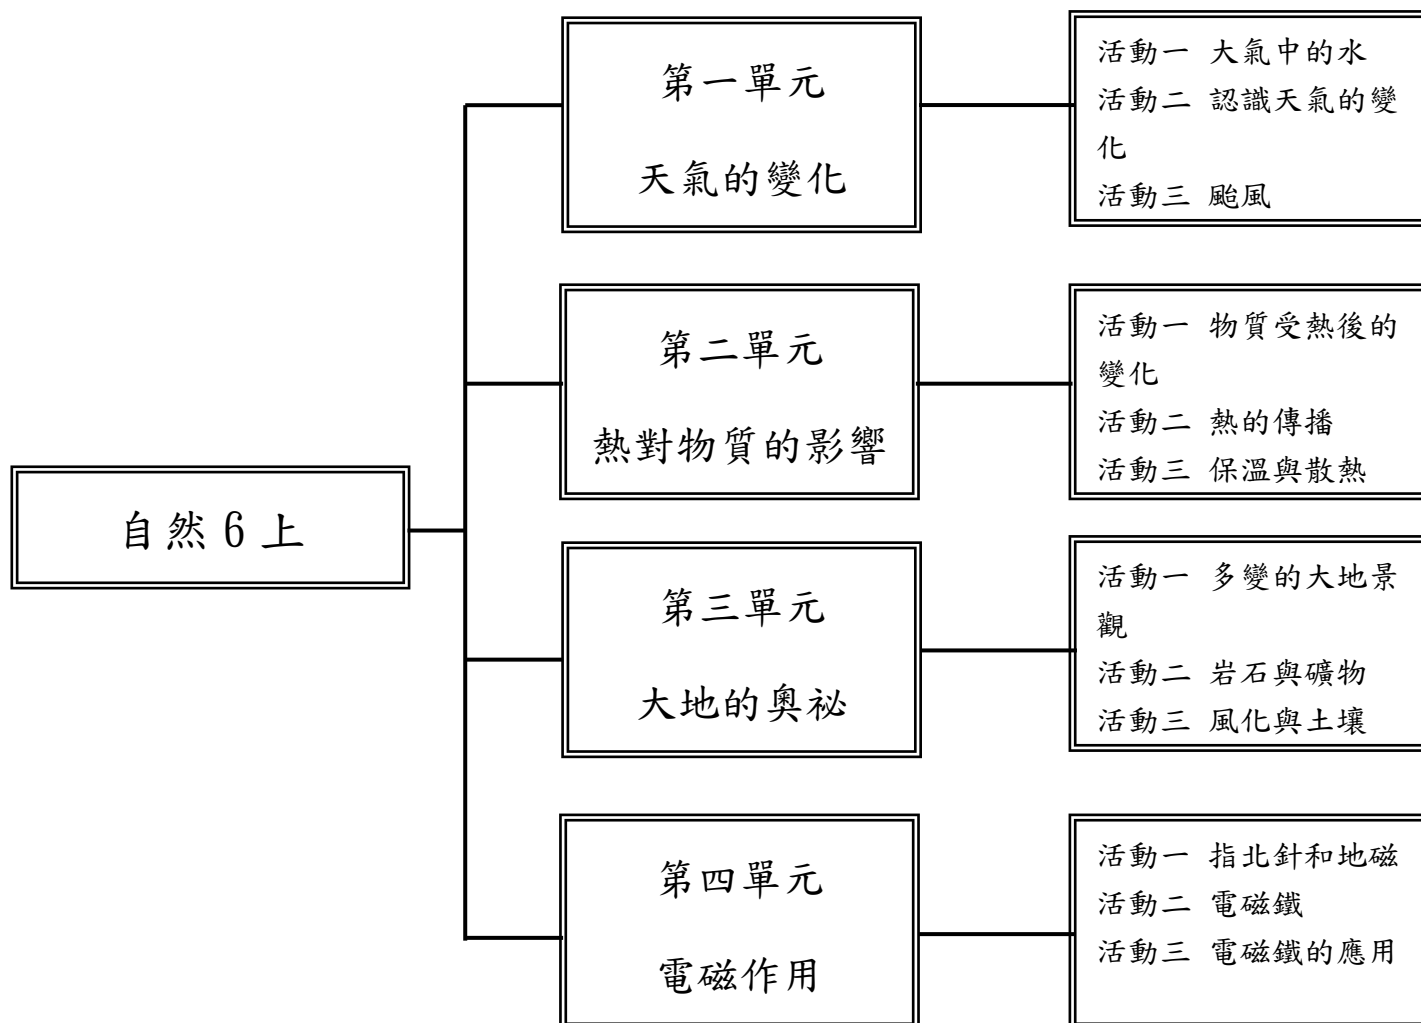 自然6上
第一單元
天氣的變化
活動一 大氣中的水
活動二 認識天氣的變
化
活動三 颱風
第二單元
熱對物質的影響
活動一 物質受熱後的
變化
活動二 熱的傳播
活動三 保溫與散熱
第三單元
大地的奧祕
活動一 多變的大地景
觀
活動二 岩石與礦物
活動三 風化與土壤
第四單元
電磁作用
活動一 指北針和地磁
活動二 電磁鐵
活動三 電磁鐵的應用